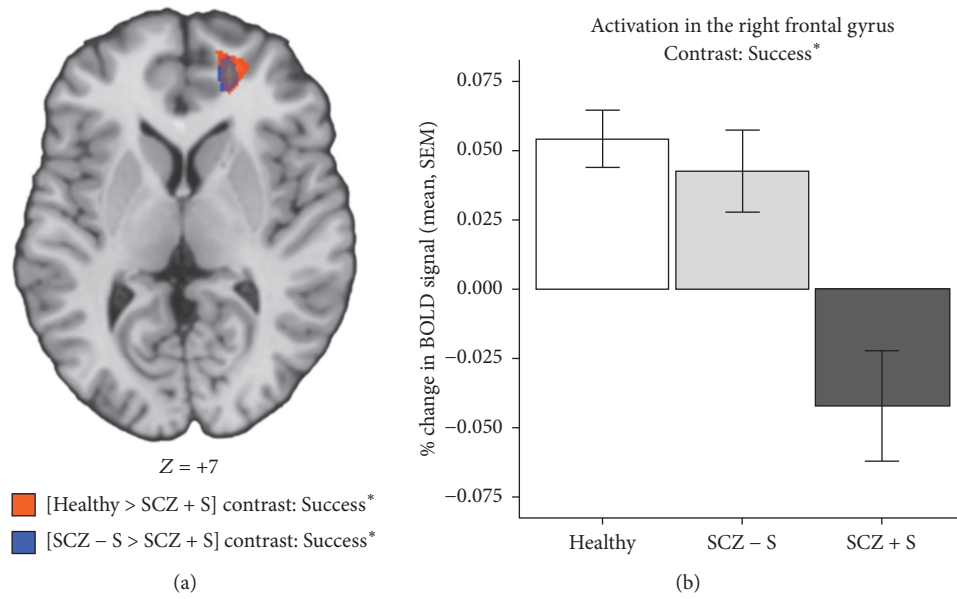 Z = +7
[Healthy > SCZ + S] contrast: Success*
[SCZ − S > SCZ + S] contrast: Success*
(a)
Activation in the right frontal gyrus
Contrast: Success*
% change in BOLD signal (mean, SEM)
0.075
0.050
0.025
0.000
−0.025
−0.050
−0.075
Healthy SCZ − S SCZ + S
(b)